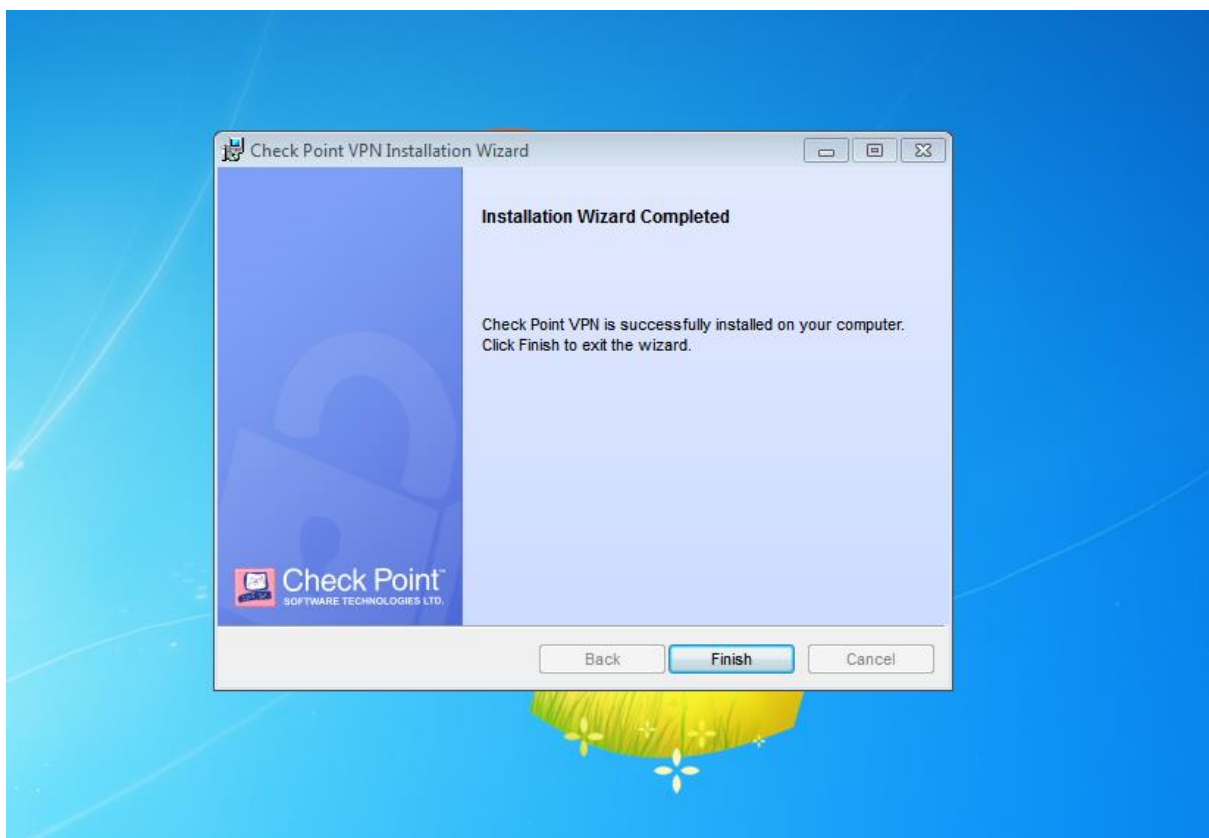 Check Point VPN Installation Wizard
Installation Wizard Completed
Check Point VPN is successfully installed on your computer.
Click Finish to exit the wizard.
Check Point™
SOFTWARE TECHNOLOGIES LTD.
Back Finish Cancel